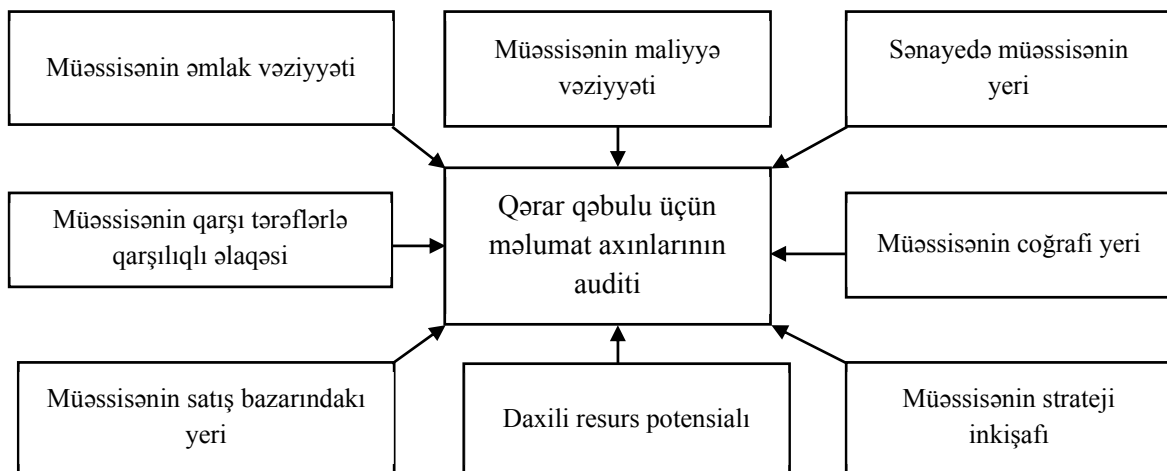 Müəssisənin əmlak vəziyyəti
Müəssisənin maliyyə
vəziyyəti
Sənayedə müəssisənin
yeri
Müəssisənin qarşı tərəflərlə
qarşılıqlı əlaqəsi
Qərar qəbulu üçün
məlumat axınlarının
auditi
Müəssisənin coğrafi yeri
Müəssisənin satış bazarındakı
yeri
Daxili resurs potensialı
Müəssisənin strateji
inkişafı